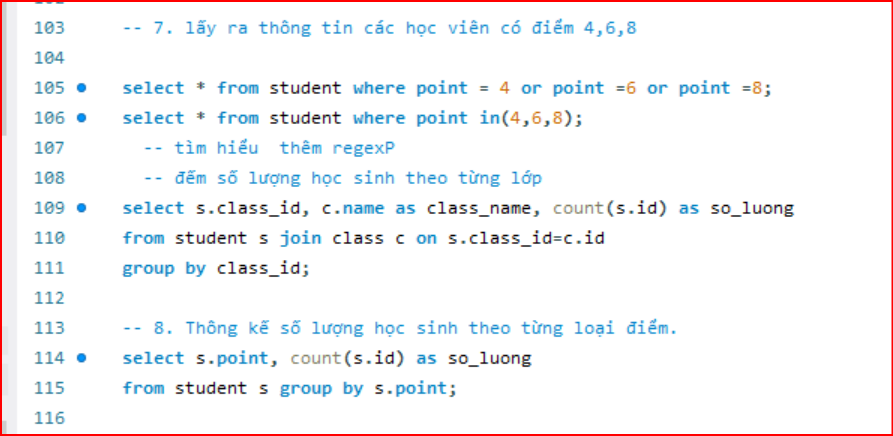 103 -- 7. lấy ra thông tin các học viên có điểm 4,6,8
104
105 select * from student where point = 4 or point =6 or point =8;
106 select * from student where point in(4,6,8);
107 -- tìm hiểu  thêm regexP
108 -- đếm số lượng học sinh theo từng lớp
109 select s.class_id, c.name as class_name, count(s.id) as so_luong
110 from student s join class c on s.class_id=c.id
111 group by class_id;
112
113 -- 8. Thông kế số lượng học sinh theo từng loại điểm.
114 select s.point, count(s.id) as so_luong
115 from student s group by s.point;
116